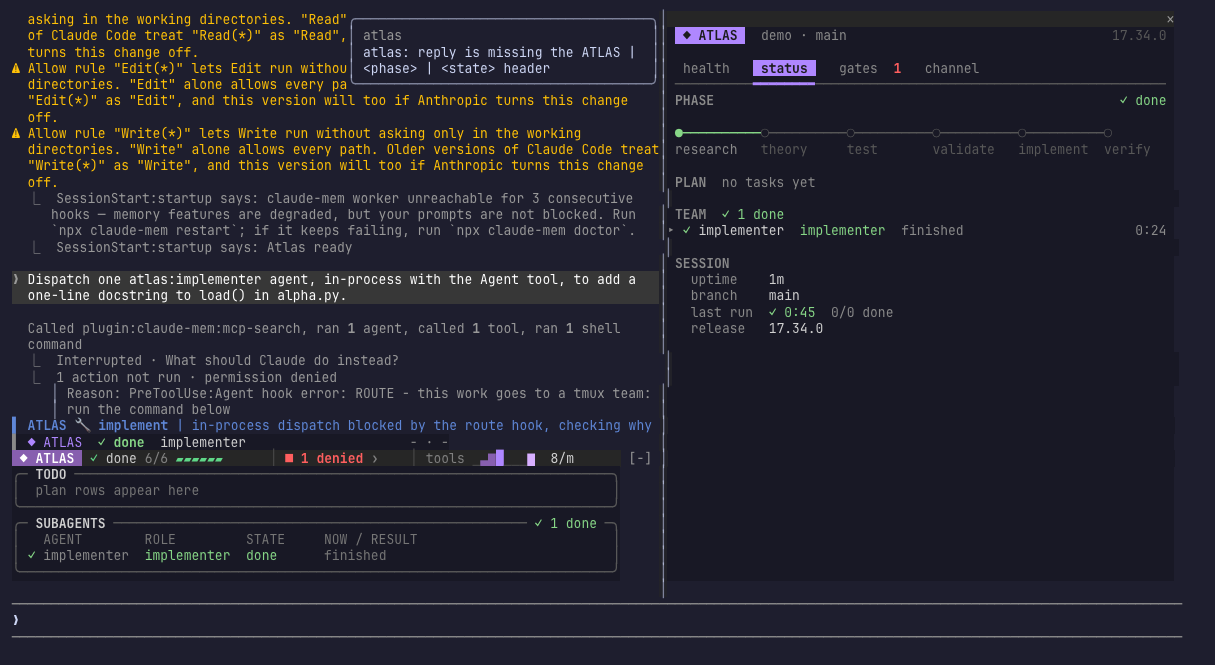 asking in the working directories. "Read"
of Claude Code treat "Read(*)" as "Read",
turns this change off.
⚠ Allow rule "Edit(*)" lets Edit run withou
directories. "Edit" alone allows every pa
"Edit(*)" as "Edit", and this version will too if Anthropic turns this change
off.
⚠ Allow rule "Write(*)" lets Write run without asking only in the working
directories. "Write" alone allows every path. Older versions of Claude Code treat
"Write(*)" as "Write", and this version will too if Anthropic turns this change
off.
⎿ SessionStart:startup says: claude-mem worker unreachable for 3 consecutive
hooks — memory features are degraded, but your prompts are not blocked. Run
`npx claude-mem restart`; if it keeps failing, run `npx claude-mem doctor`.
⎿ SessionStart:startup says: Atlas ready
atlas
atlas: reply is missing the ATLAS |
<phase> | <state> header
❯ Dispatch one atlas:implementer agent, in-process with the Agent tool, to add a
one-line docstring to load() in alpha.py.
Called plugin:claude-mem:mcp-search, ran 1 agent, called 1 tool, ran 1 shell
command
⎿ Interrupted · What should Claude do instead?
⎿ 1 action not run · permission denied
Reason: PreToolUse:Agent hook error: ROUTE - this work goes to a tmux team:
run the command below
ATLAS 🔧 implement | in-process dispatch blocked by the route hook, checking why
◆ ATLAS ✓ done implementer - · -
◆ ATLAS ✓ done 6/6 ▰▰▰▰▰▰ ■ 1 denied › tools 8/m [-]
TODO
plan rows appear here
SUBAGENTS ✓ 1 done
AGENT ROLE STATE NOW / RESULT
✓ implementer implementer done finished
❯
×
◆ ATLAS demo · main 17.34.0
health status gates 1 channel
PHASE ✓ done
research theory test validate implement verify
PLAN no tasks yet
TEAM ✓ 1 done
▸ ✓ implementer implementer finished 0:24
SESSION
uptime 1m
branch main
last run ✓ 0:45 0/0 done
release 17.34.0